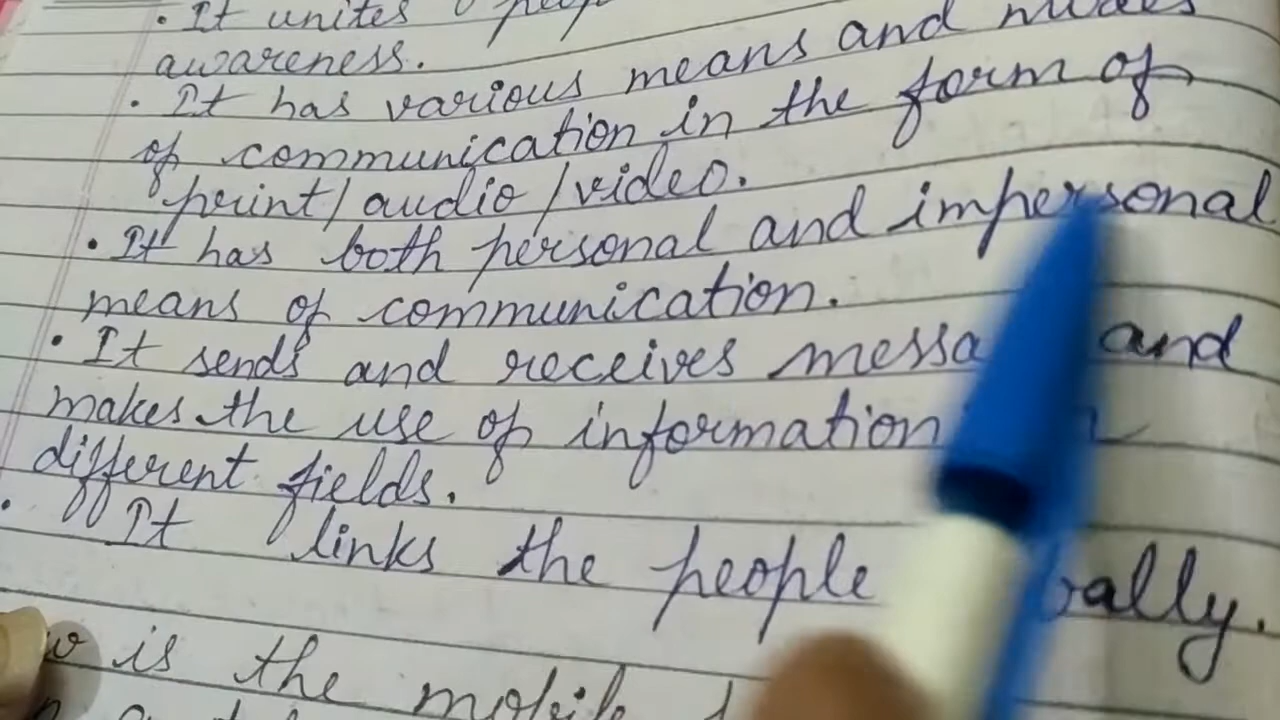 • It unites
awareness.
• It has various means and modes
of communication in the form of
print/audio/video.
• It has both personal and impersonal
means of communication.
• It sends and receives and
makes the use of information
different fields.
• It links the people
is the mobile